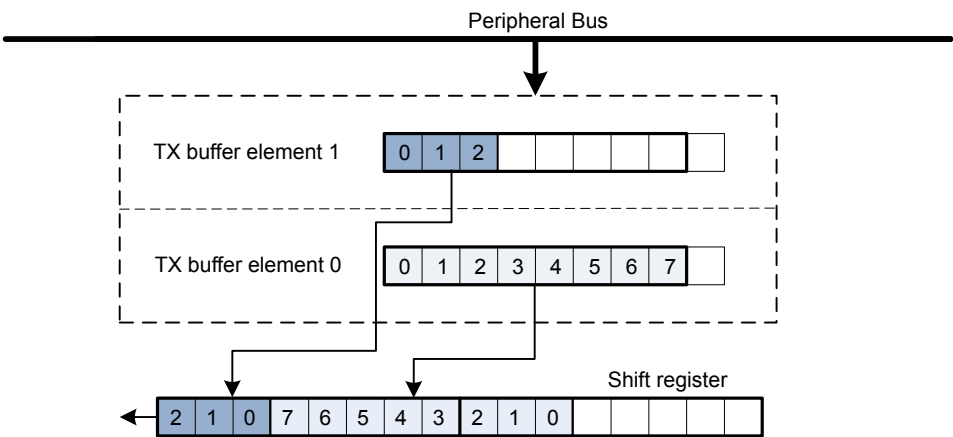 Peripheral Bus
TX buffer element 1
0 1 2
TX buffer element 0
0 1 2 3 4 5 6 7
Shift register
2 1 0 7 6 5 4 3 2 1 0